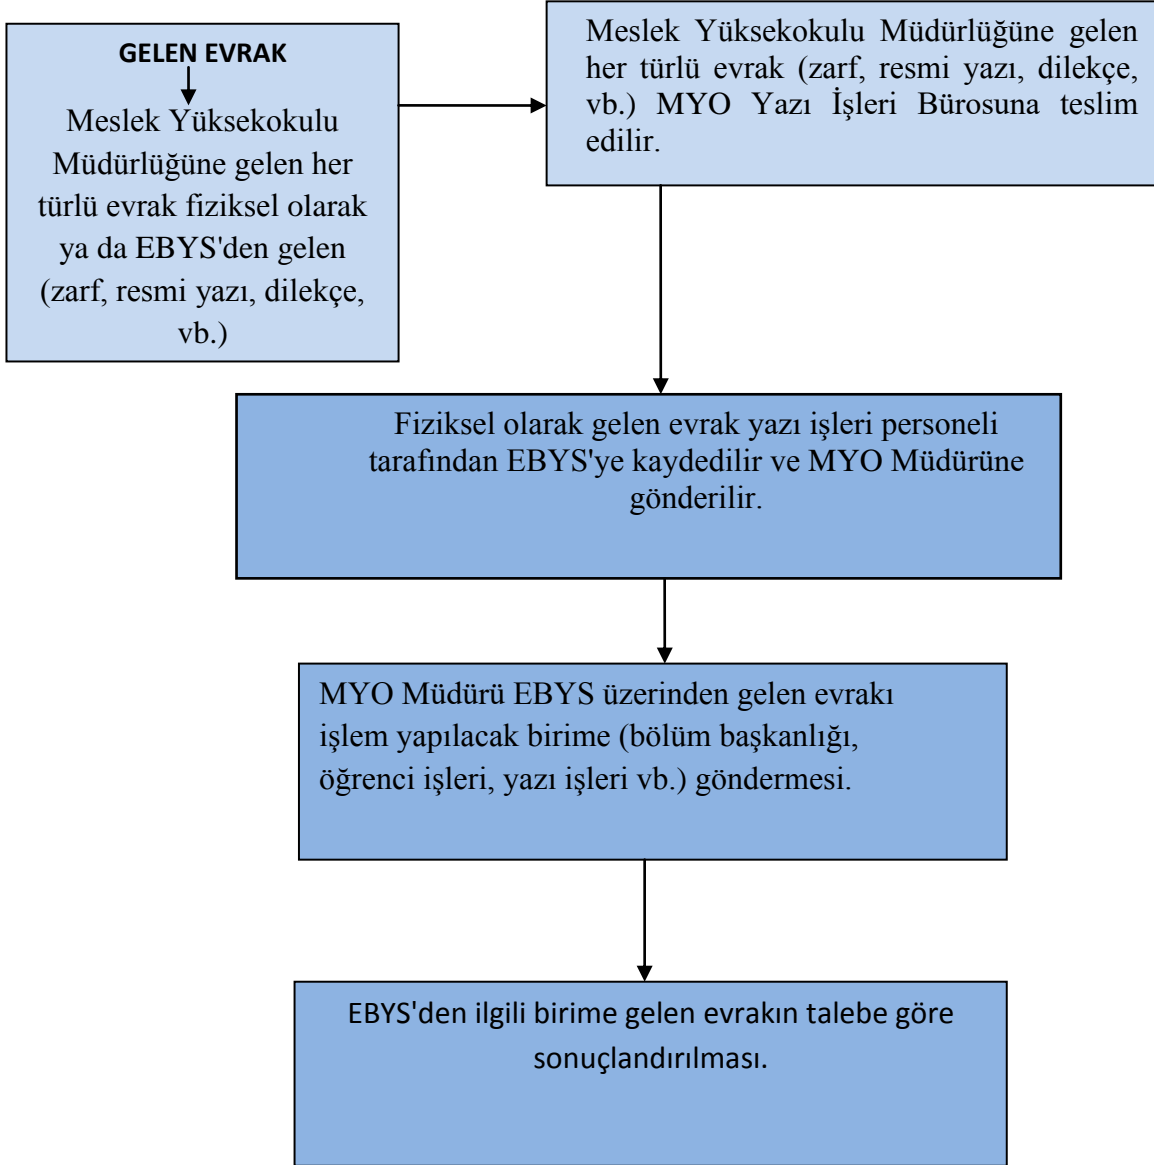 GELEN EVRAK
Meslek Yüksekokulu
Müdürlüğüne gelen her
türlü evrak fiziksel olarak
ya da EBYS'den gelen
(zarf, resmi yazı, dilekçe,
vb.)
Meslek Yüksekokulu Müdürlüğüne gelen
her türlü evrak (zarf, resmi yazı, dilekçe,
vb.) MYO Yazı İşleri Bürosuna teslim
edilir.
Fiziksel olarak gelen evrak yazı işleri personeli
tarafından EBYS'ye kaydedilir ve MYO Müdürüne
gönderilir.
MYO Müdürü EBYS üzerinden gelen evrakı
işlem yapılacak birime (bölüm başkanlığı,
öğrenci işleri, yazı işleri vb.) göndermesi.
EBYS'den ilgili birime gelen evrakın talebe göre
sonuçlandırılması.